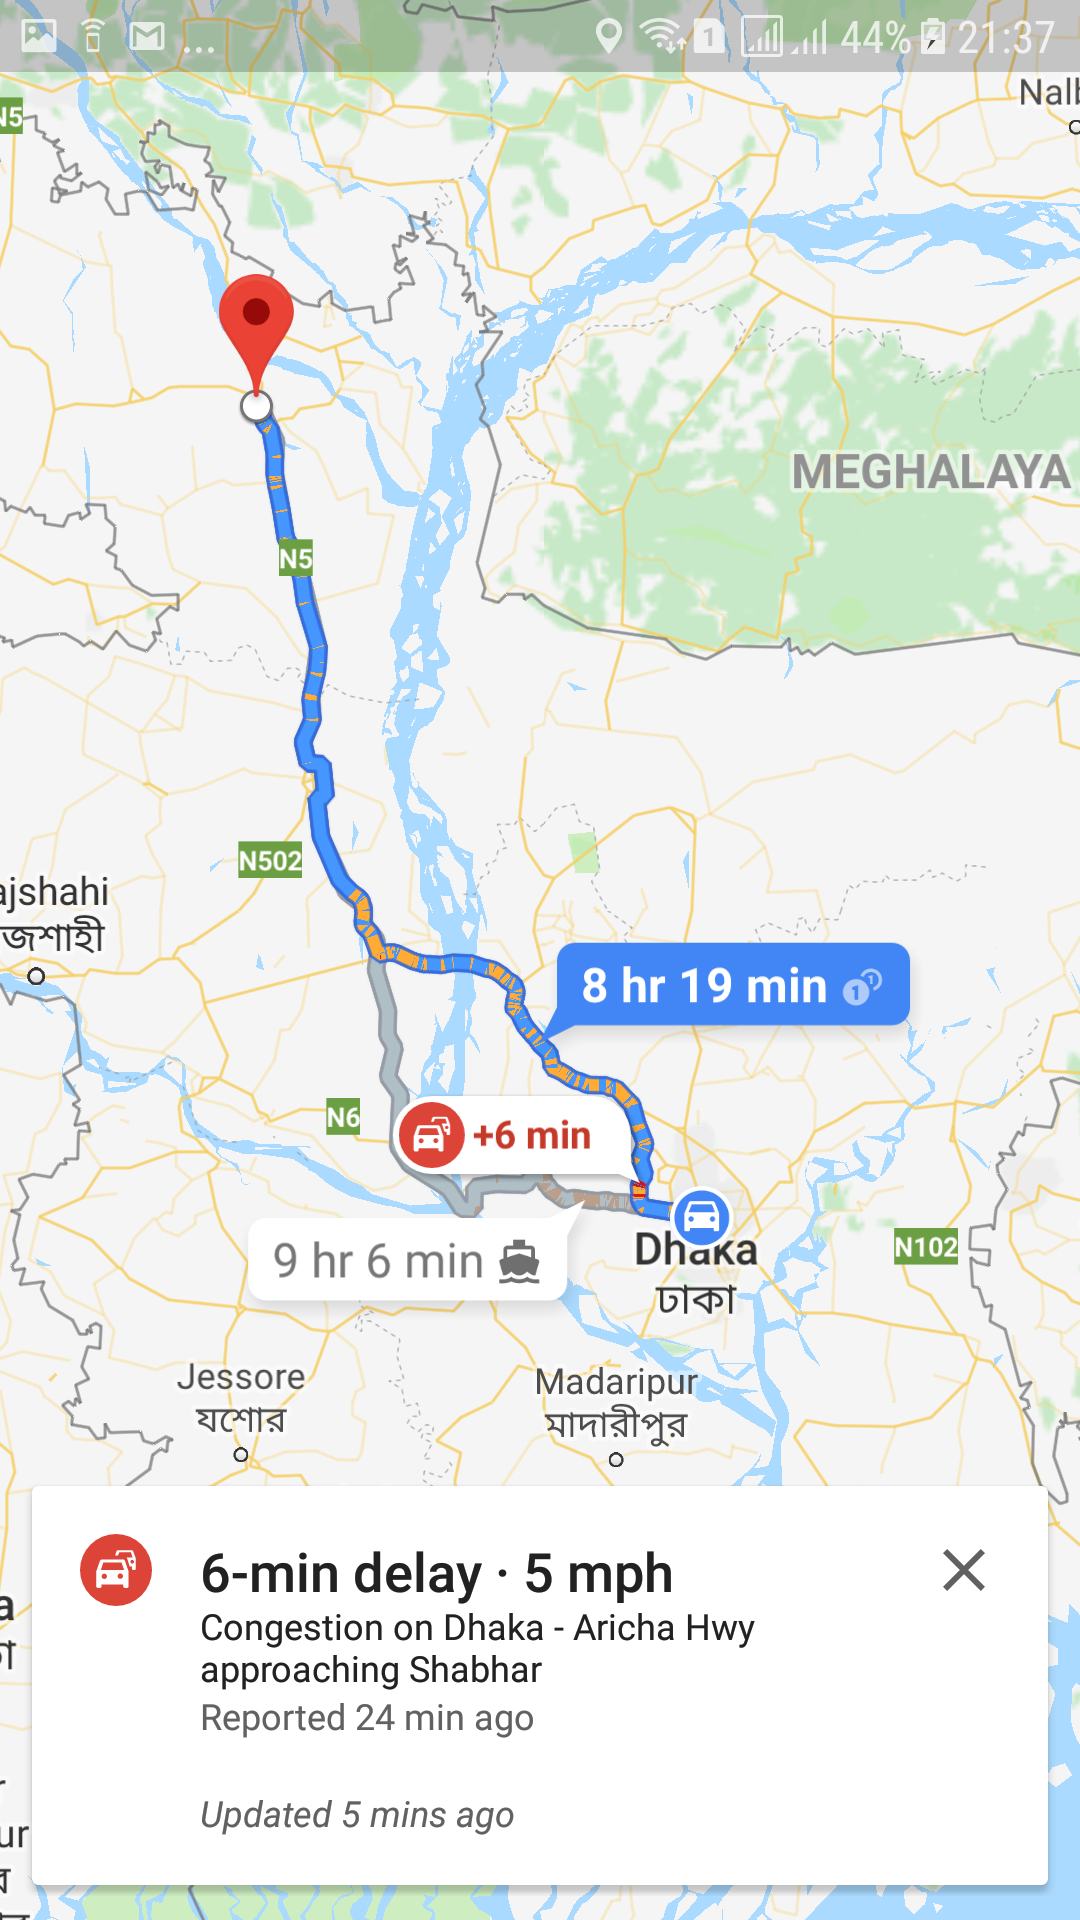 1 44% 21:37
N5
MEGHALAYA
N5
N502
ajshahi
জশাহী
8 hr 19 min
N6
+6 min
9 hr 6 min
Dhaka
ঢাকা
N102
Jessore
যশোর
Madaripur
মাদারীপুর
6-min delay · 5 mph
Congestion on Dhaka - Aricha Hwy
approaching Shabhar
Reported 24 min ago
Updated 5 mins ago